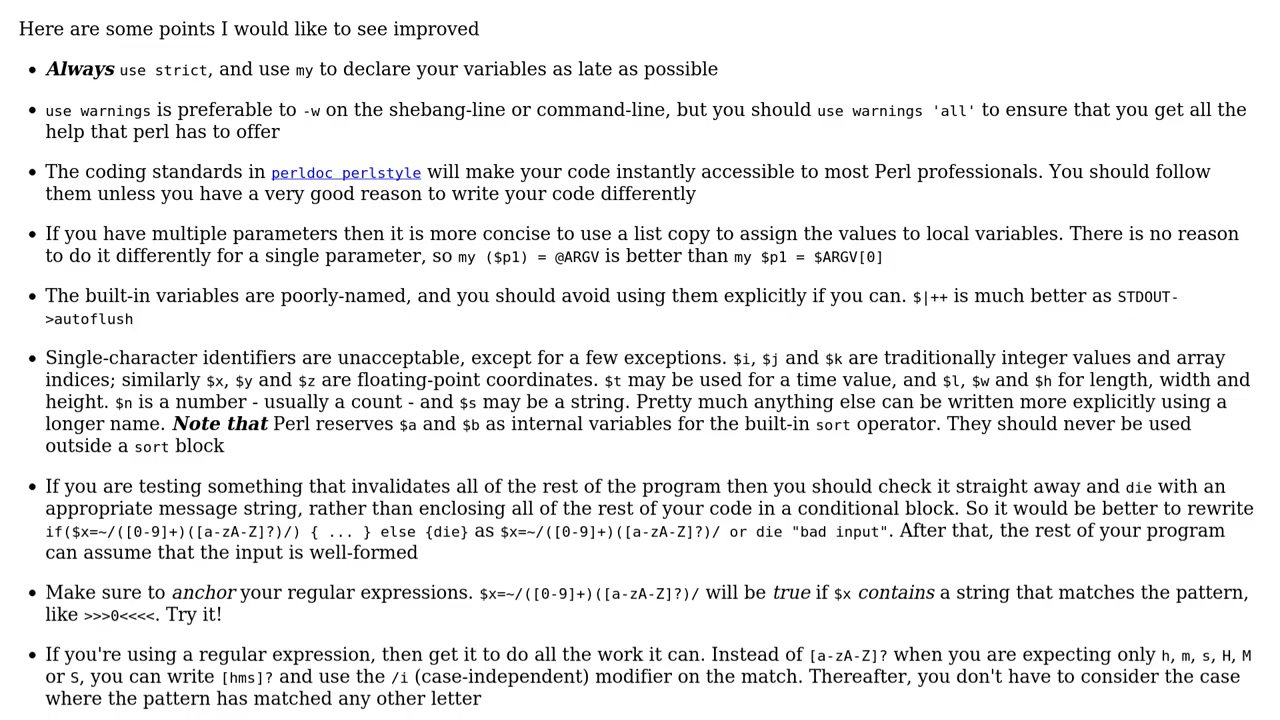 Here are some points I would like to see improved
• Always use strict, and use my to declare your variables as late as possible
• use warnings is preferable to -w on the shebang-line or command-line, but you should use warnings 'all' to ensure that you get all the
help that perl has to offer
• The coding standards in perldoc perlstyle will make your code instantly accessible to most Perl professionals. You should follow
them unless you have a very good reason to write your code differently
• If you have multiple parameters then it is more concise to use a list copy to assign the values to local variables. There is no reason
to do it differently for a single parameter, so my ($p1) = @ARGV is better than my $p1 = $ARGV[0]
• The built-in variables are poorly-named, and you should avoid using them explicitly if you can. $|++ is much better as STDOUT-
>autoflush
• Single-character identifiers are unacceptable, except for a few exceptions. $i, $j and $k are traditionally integer values and array
indices; similarly $x, $y and $z are floating-point coordinates. $t may be used for a time value, and $l, $w and $h for length, width and
height. $n is a number - usually a count - and $s may be a string. Pretty much anything else can be written more explicitly using a
longer name. Note that Perl reserves $a and $b as internal variables for the built-in sort operator. They should never be used
outside a sort block
• If you are testing something that invalidates all of the rest of the program then you should check it straight away and die with an
appropriate message string, rather than enclosing all of the rest of your code in a conditional block. So it would be better to rewrite
if($x=~/([0-9]+)([a-zA-Z]?)/) { ... } else {die} as $x=~/([0-9]+)([a-zA-Z]?)/ or die "bad input". After that, the rest of your program
can assume that the input is well-formed
• Make sure to anchor your regular expressions. $x=~/([0-9]+)([a-zA-Z]?)/ will be true if $x contains a string that matches the pattern,
like >>>0<<<<. Try it!
• If you're using a regular expression, then get it to do all the work it can. Instead of [a-zA-Z]? when you are expecting only h, m, s, H, M
or S, you can write [hms]? and use the /i (case-independent) modifier on the match. Thereafter, you don't have to consider the case
where the pattern has matched any other letter